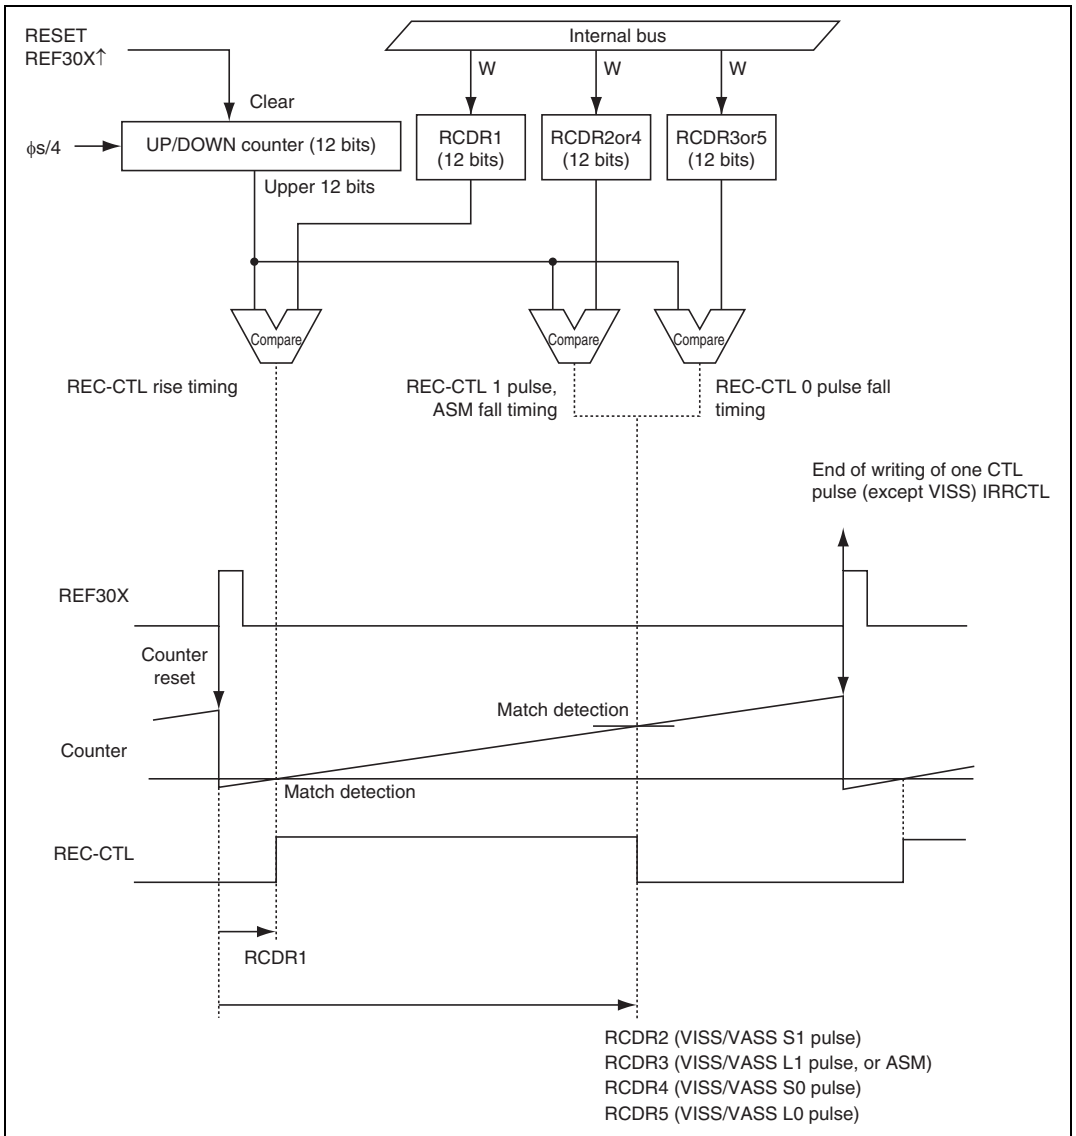 RESET
REF30X↑
Internal bus
W
W
W
Clear
ϕs/4
UP/DOWN counter (12 bits)
RCDR1
(12 bits)
RCDR2or4
(12 bits)
RCDR3or5
(12 bits)
Upper 12 bits
Compare
Compare
Compare
REC-CTL rise timing
REC-CTL 1 pulse,
ASM fall timing
REC-CTL 0 pulse fall
timing
End of writing of one CTL
pulse (except VISS) IRRCTL
REF30X
Counter
reset
Match detection
Counter
Match detection
REC-CTL
RCDR1
RCDR2 (VISS/VASS S1 pulse)
RCDR3 (VISS/VASS L1 pulse, or ASM)
RCDR4 (VISS/VASS S0 pulse)
RCDR5 (VISS/VASS L0 pulse)